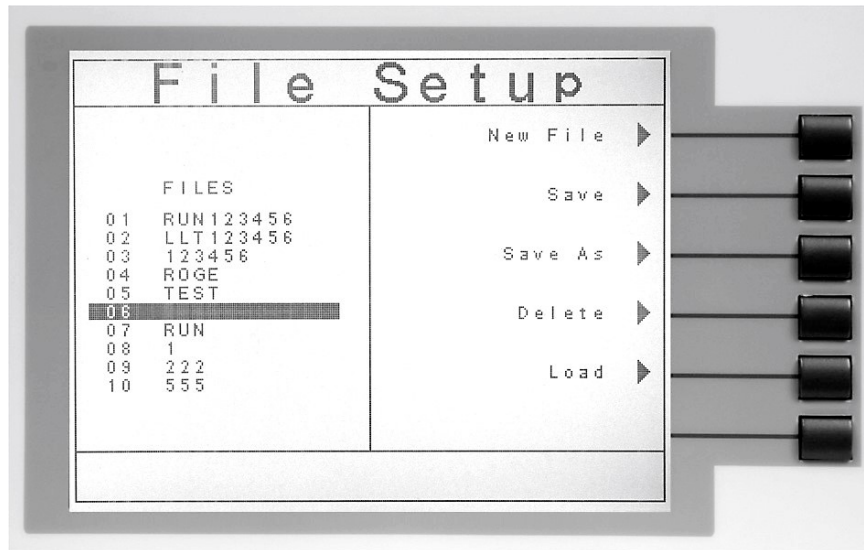 File Setup
FILES
01 RUN123456
02 LLT123456
03 123456
04 ROGE
05 TEST
06
07 RUN
08 1
09 222
10 555
New File
Save
Save As
Delete
Load